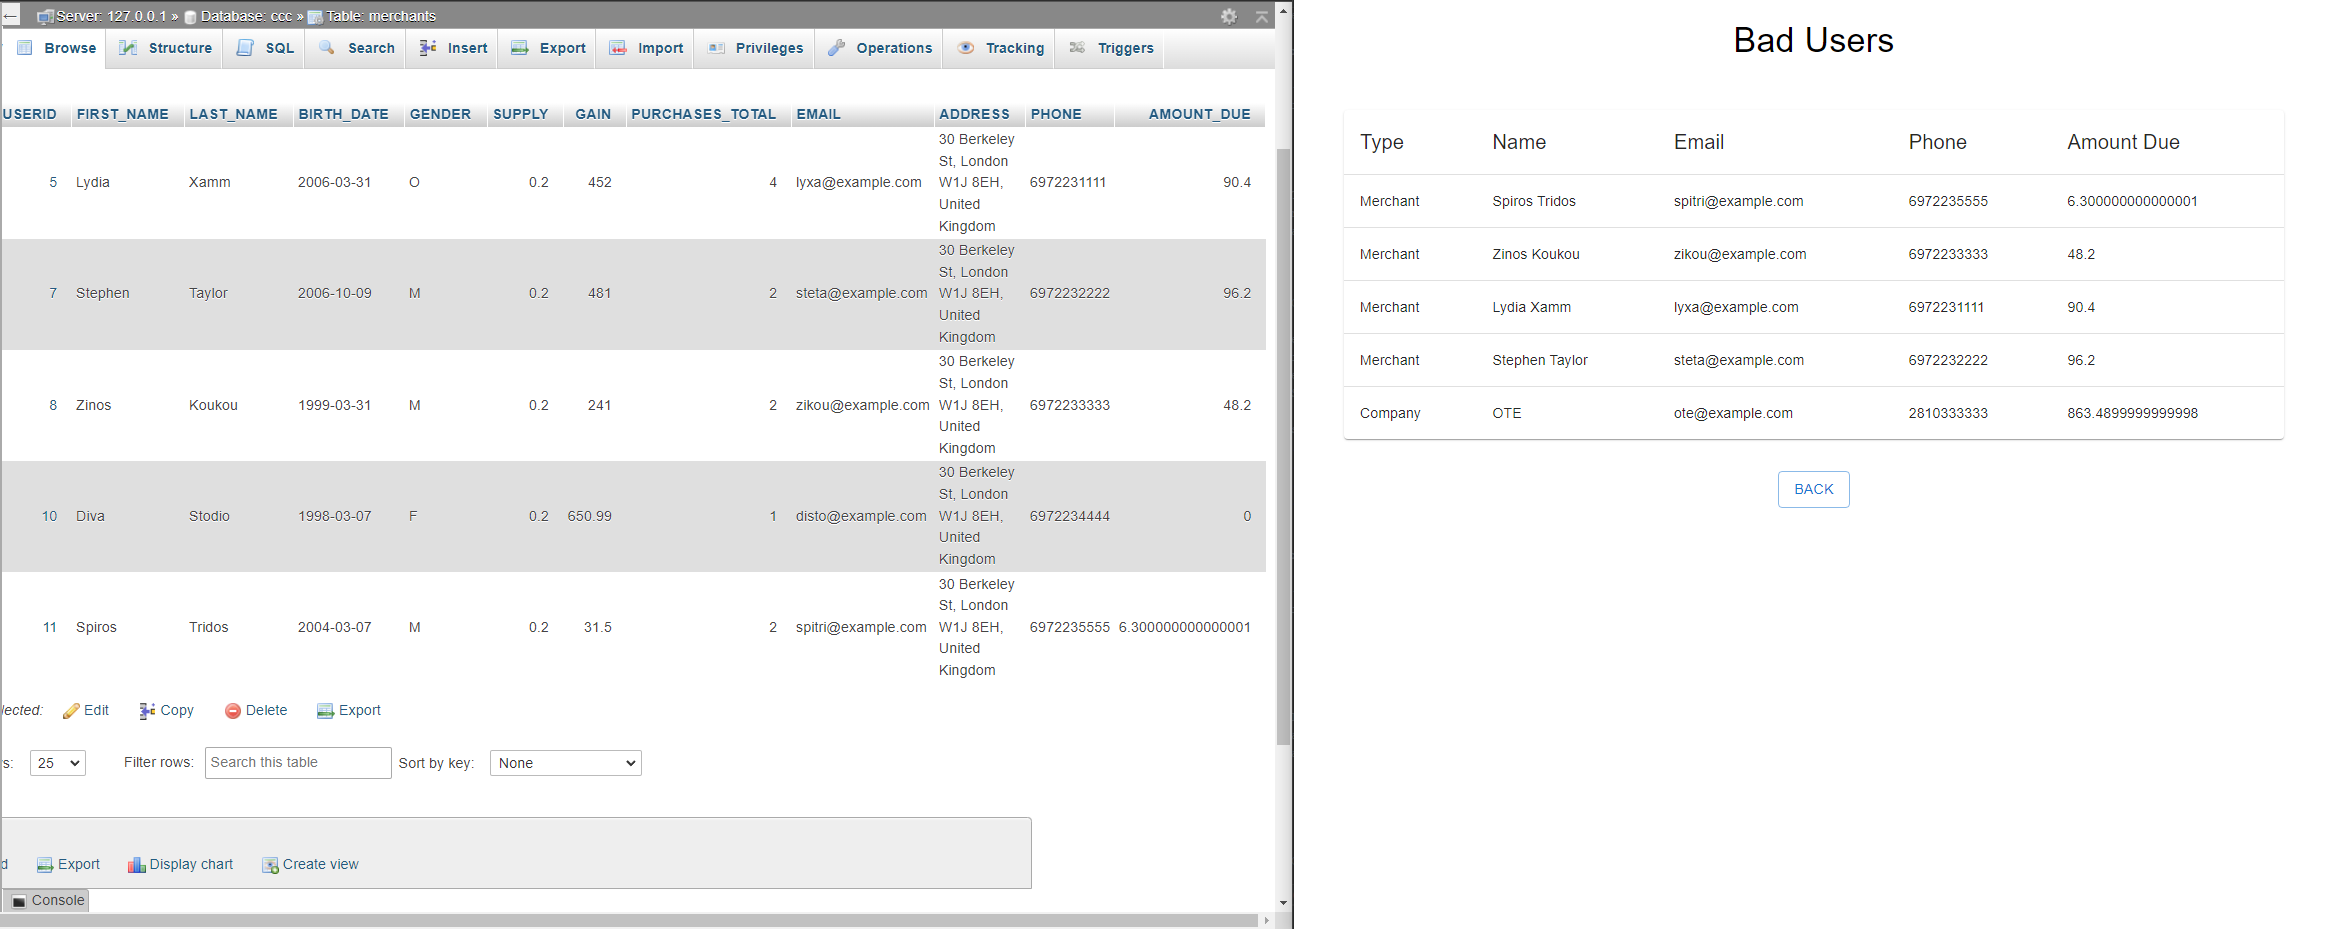 Server: 127.0.0.1 » Database: ccc » Table: merchants
Browse Structure SQL Search Insert Export Import Privileges Operations Tracking Triggers
USERID FIRST_NAME LAST_NAME BIRTH_DATE GENDER SUPPLY GAIN PURCHASES_TOTAL EMAIL ADDRESS PHONE AMOUNT_DUE
5 Lydia Xamm 2006-03-31 O 0.2 452 4 lyxa@example.com 30 Berkeley St, London W1J 8EH, United Kingdom 6972231111 90.4
7 Stephen Taylor 2006-10-09 M 0.2 481 2 steta@example.com 30 Berkeley St, London W1J 8EH, United Kingdom 6972232222 96.2
8 Zinos Koukou 1999-03-31 M 0.2 241 2 zikou@example.com 30 Berkeley St, London W1J 8EH, United Kingdom 6972233333 48.2
10 Diva Stodio 1998-03-07 F 0.2 650.99 1 disto@example.com 30 Berkeley St, London W1J 8EH, United Kingdom 6972234444 0
11 Spiros Tridos 2004-03-07 M 0.2 31.5 2 spitri@example.com 30 Berkeley St, London W1J 8EH, United Kingdom 6972235555 6.300000000000001
lected: Edit Copy Delete Export
s: 25 Filter rows: Search this table Sort by key: None
d Export Display chart Create view
Console
Bad Users
Type Name Email Phone Amount Due
Merchant Spiros Tridos spitri@example.com 6972235555 6.300000000000001
Merchant Zinos Koukou zikou@example.com 6972233333 48.2
Merchant Lydia Xamm lyxa@example.com 6972231111 90.4
Merchant Stephen Taylor steta@example.com 6972232222 96.2
Company OTE ote@example.com 2810333333 863.4899999999998
BACK